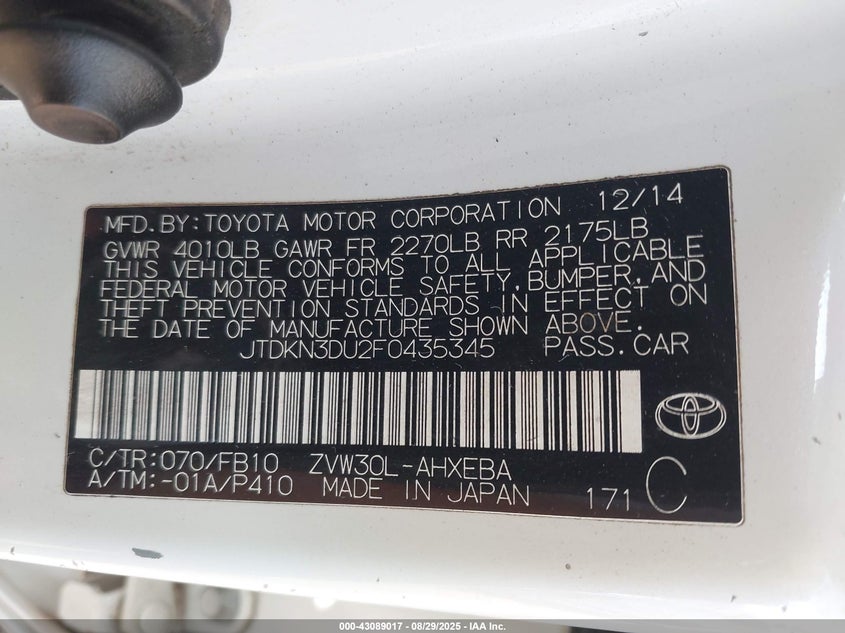 MFD.BY:TOYOTA MOTOR CORPORATION 12/14
GVWR 4010LB GAWR FR 2270LB RR 2175LB
THIS VEHICLE CONFORMS TO ALL APPLICABLE
FEDERAL MOTOR VEHICLE SAFETY,BUMPER,AND
THEFT PREVENTION STANDARDS IN EFFECT ON
THE DATE OF MANUFACTURE SHOWN ABOVE.
JTDKN3DU2F0435345 PASS.CAR
C/TR:070/FB10 ZVW30L-AHXEBA
A/TM:-01A/P410 MADE IN JAPAN 171 C
000-43089017 - 08/29/2025 - IAA Inc.